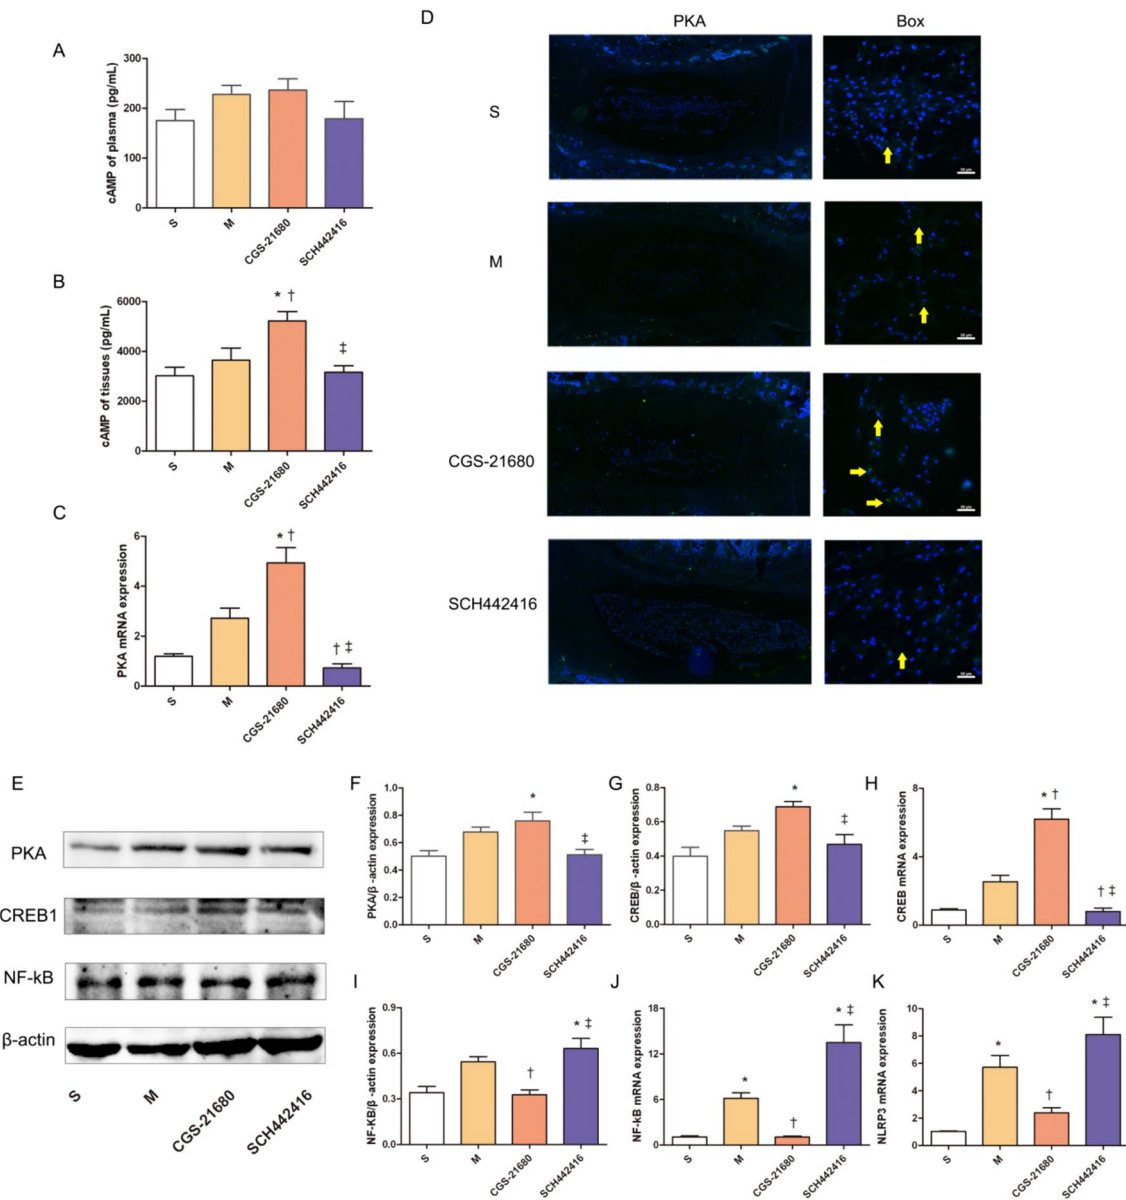 A
cAMP of plasma (pg/mL)
300
200
100
0
S
M
CGS-21680
SCH442416
B
cAMP of tissues (pg/mL)
6000
4000
2000
0
* †
‡
S
M
CGS-21680
SCH442416
C
PKA mRNA expression
6
4
2
0
* †
† ‡
S
M
CGS-21680
SCH442416
D
PKA
Box
S
M
CGS-21680
SCH442416
E
PKA
CREB1
NF-kB
β-actin
S
M
CGS-21680
SCH442416
F
PKA/β -actin expression
1.0
0.8
0.6
0.4
0.2
0.0
*
‡
S
M
CGS-21680
SCH442416
G
CREB/β -actin expression
0.8
0.6
0.4
0.2
0.0
*
‡
S
M
CGS-21680
SCH442416
H
CREB mRNA expression
8
4
0
* †
† ‡
S
M
CGS-21680
SCH442416
I
NF-KB/β -actin expression
0.9
0.6
0.3
0.0
†
* ‡
S
M
CGS-21680
SCH442416
J
NF-kB mRNA expression
18
12
6
0
*
†
* ‡
S
M
CGS-21680
SCH442416
K
NLRP3 mRNA expression
10
8
6
4
2
0
*
†
* ‡
S
M
CGS-21680
SCH442416